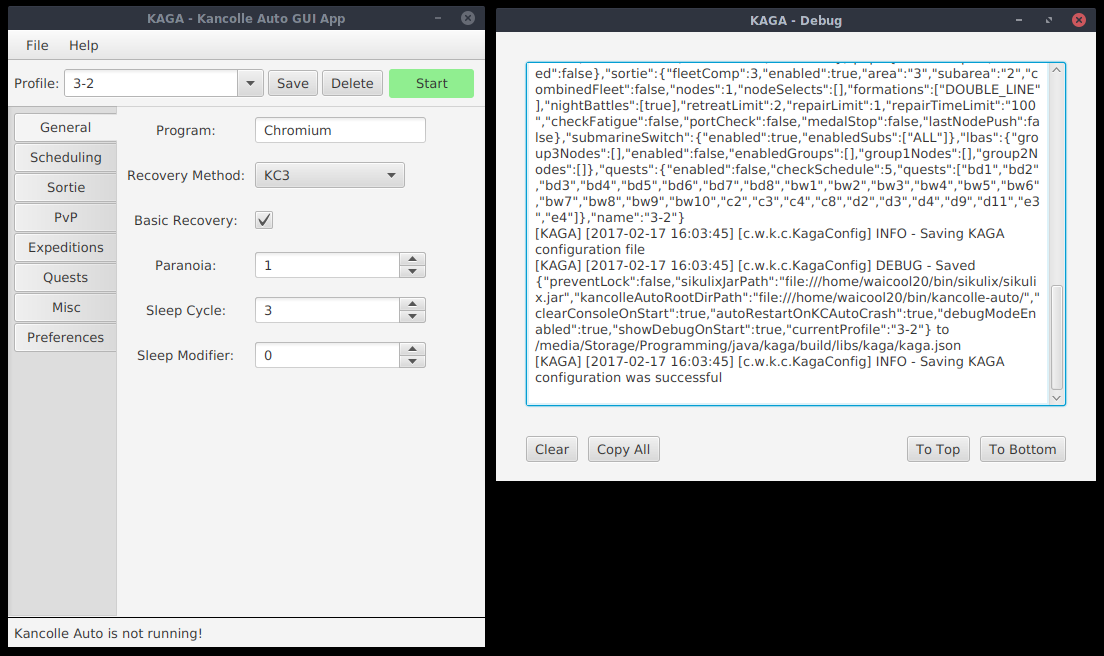 KAGA - Kancolle Auto GUI App
File Help
Profile: 3-2 Save Delete Start
General
Scheduling
Sortie
PvP
Expeditions
Quests
Misc
Preferences
Program: Chromium
Recovery Method: KC3
Basic Recovery:
Paranoia: 1
Sleep Cycle: 3
Sleep Modifier: 0
Kancolle Auto is not running!
KAGA - Debug
ed":false},"sortie":{"fleetComp":3,"enabled":true,"area":"3","subarea":"2","c
ombinedFleet":false,"nodes":1,"nodeSelects":[],"formations":["DOUBLE_LINE"
],"nightBattles":[true],"retreatLimit":2,"repairLimit":1,"repairTimeLimit":"100
","checkFatigue":false,"portCheck":false,"medalStop":false,"lastNodePush":fa
lse},"submarineSwitch":{"enabled":true,"enabledSubs":["ALL"]},"lbas":{"gr
oup3Nodes":[],"enabled":false,"enabledGroups":[],"group1Nodes":[],"group2N
odes":[]},"quests":{"enabled":false,"checkSchedule":5,"quests":["bd1","bd2"
,"bd3","bd4","bd5","bd6","bd7","bd8","bw1","bw2","bw3","bw4","bw5","bw6"
,"bw7","bw8","bw9","bw10","c2","c3","c4","c8","d2","d3","d4","d9","d11","e3
","e4"]},"name":"3-2"}
[KAGA] [2017-02-17 16:03:45] [c.w.k.c.KagaConfig] INFO - Saving KAGA
configuration file
[KAGA] [2017-02-17 16:03:45] [c.w.k.c.KagaConfig] DEBUG - Saved
{"preventLock":false,"sikulixJarPath":"file:///home/waicool20/bin/sikulix/sikuli
x.jar","kancolleAutoRootDirPath":"file:///home/waicool20/bin/kancolle-auto/","
clearConsoleOnStart":true,"autoRestartOnKCAutoCrash":true,"debugModeEn
abled":true,"showDebugOnStart":true,"currentProfile":"3-2"} to
/media/Storage/Programming/java/kaga/build/libs/kaga/kaga.json
[KAGA] [2017-02-17 16:03:45] [c.w.k.c.KagaConfig] INFO - Saving KAGA
configuration was successful
Clear Copy All To Top To Bottom